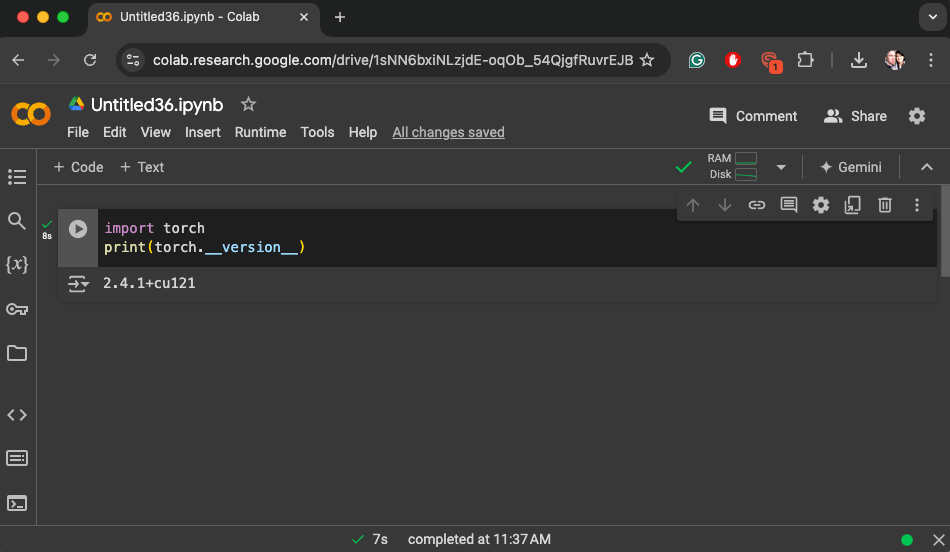 Untitled36.ipynb - Colab
colab.research.google.com/drive/1sNN6bxiNLzjdE-oqOb_54QjgfRuvrEJB
1
Untitled36.ipynb
File Edit View Insert Runtime Tools Help All changes saved
Comment Share
+ Code + Text
RAM
Disk
Gemini
8s
import torch
print(torch.__version__)
2.4.1+cu121
7s completed at 11:37 AM